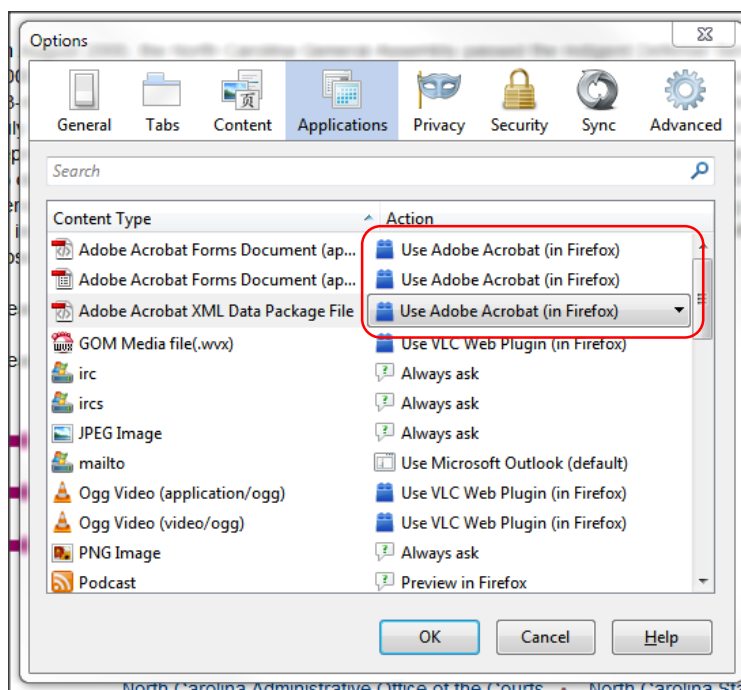 Options
General Tabs Content Applications Privacy Security Sync Advanced
页
Search
Content Type Action
Adobe Acrobat Forms Document (ap... Use Adobe Acrobat (in Firefox)
Adobe Acrobat Forms Document (ap... Use Adobe Acrobat (in Firefox)
Adobe Acrobat XML Data Package File Use Adobe Acrobat (in Firefox)
GOM Media file(.wvx) Use VLC Web Plugin (in Firefox)
irc Always ask
ircs Always ask
JPEG Image Always ask
mailto Use Microsoft Outlook (default)
Ogg Video (application/ogg) Use VLC Web Plugin (in Firefox)
Ogg Video (video/ogg) Use VLC Web Plugin (in Firefox)
PNG Image Always ask
Podcast Preview in Firefox
OK Cancel Help
North Carolina Administrative Office of the Courts • North Carolina Sta